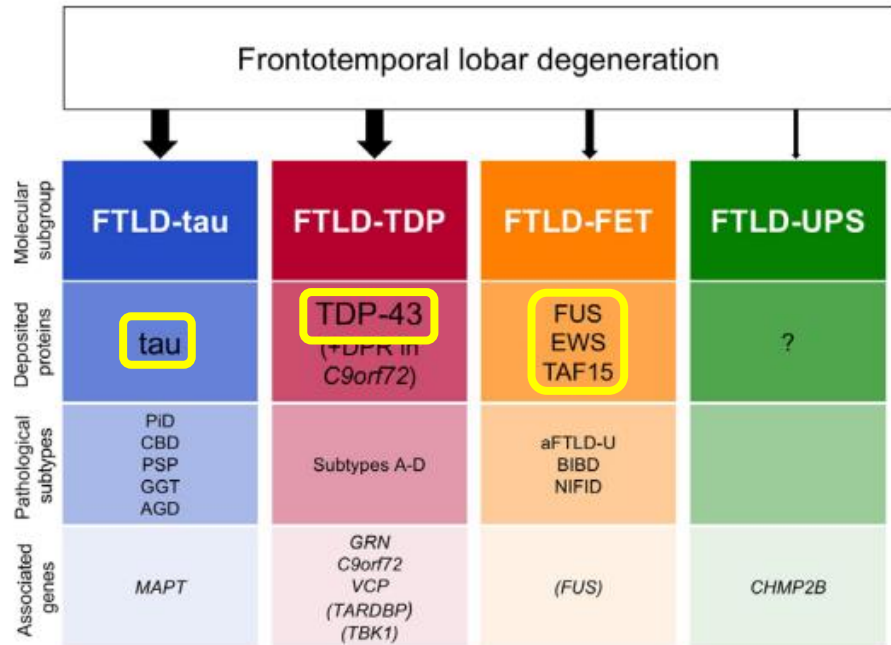 Frontotemporal lobar degeneration
Molecular
subgroup
FTLD-tau
FTLD-TDP
FTLD-FET
FTLD-UPS
Deposited
proteins
tau
TDP-43
(+DPR in
C9orf72)
FUS
EWS
TAF15
?
Pathological
subtypes
PiD
CBD
PSP
GGT
AGD
Subtypes A-D
aFTLD-U
BIBD
NIFID
Associated
genes
MAPT
GRN
C9orf72
VCP
(TARDBP)
(TBK1)
(FUS)
CHMP2B